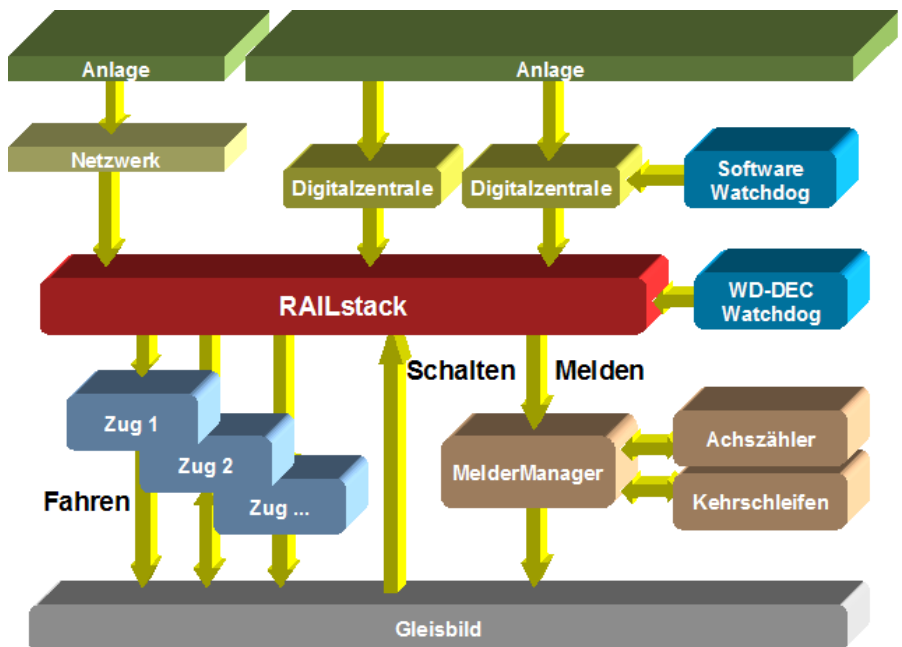 Anlage
Anlage
Netzwerk
Digitalzentrale
Digitalzentrale
Software
Watchdog
RAILstack
WD-DEC
Watchdog
Schalten
Melden
Zug 1
Zug 2
Zug ...
Fahren
MelderManager
Achszähler
Kehrschleifen
Gleisbild